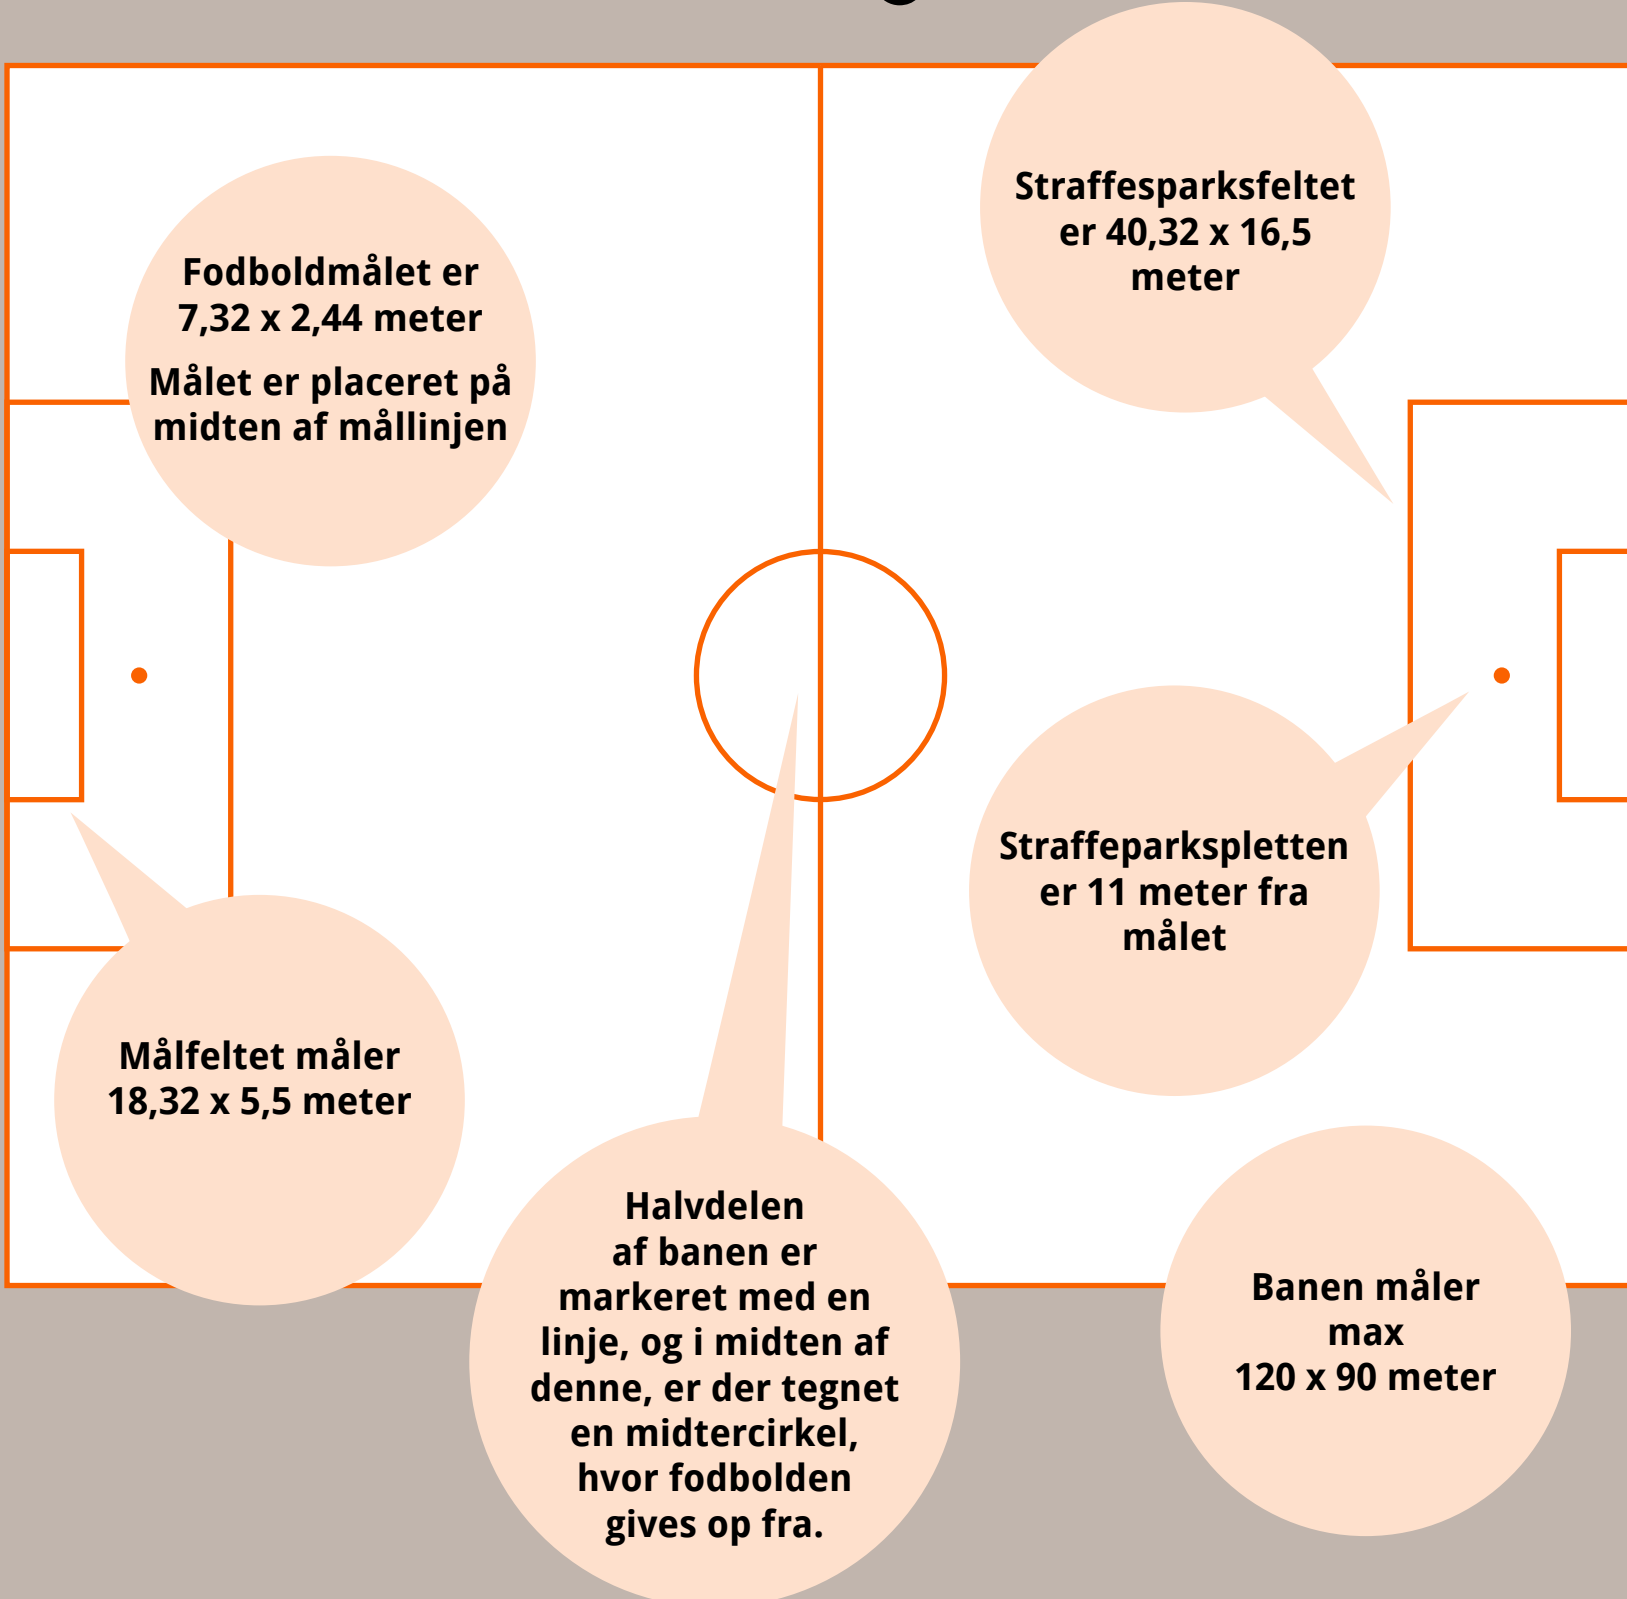 Straffesparksfeltet
er 40,32 x 16,5
meter
Fodboldmålet er
7,32 x 2,44 meter
Målet er placeret på
midten af mållinjen
Straffeparkspletten
er 11 meter fra
målet
Målfeltet måler
18,32 x 5,5 meter
Halvdelen
af banen er
markeret med en
linje, og i midten af
denne, er der tegnet
en midtercirkel,
hvor fodbolden
gives op fra.
Banen måler
max
120 x 90 meter